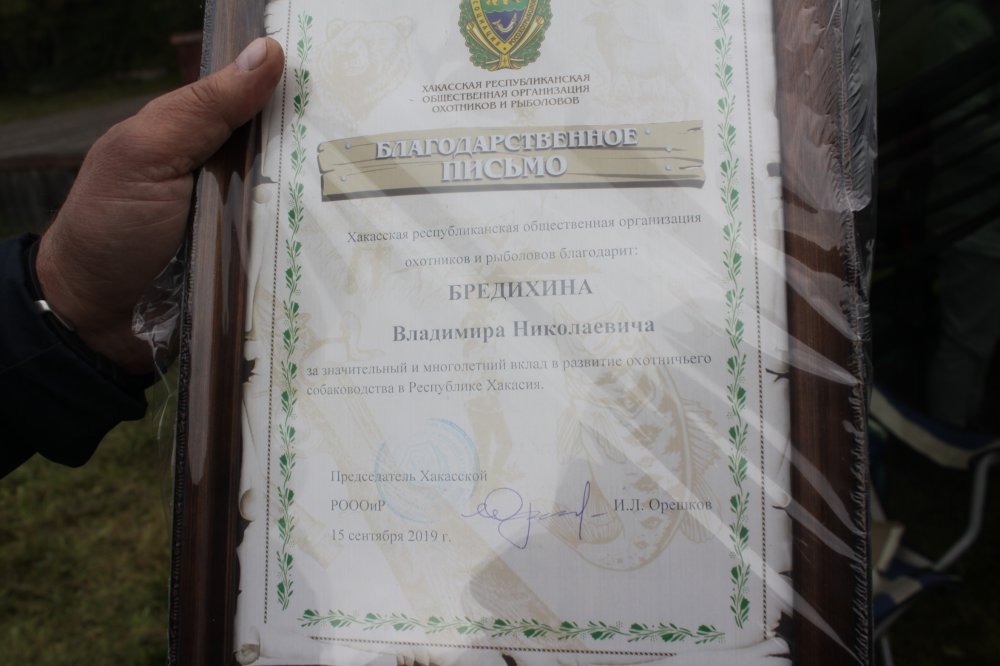 ХАКАССКАЯ РЕСПУБЛИКАНСКАЯ
ОБЩЕСТВЕННАЯ ОРГАНИЗАЦИЯ
ОХОТНИКОВ И РЫБОЛОВОВ
БЛАГОДАРСТВЕННОЕ
ПИСЬМО
Хакасская республиканская общественная организация
охотников и рыболовов благодарит:
БРЕДИХИНА
Владимира Николаевича
за значительный и многолетний вклад в развитие охотничьего
собаководства в Республике Хакасия.
Председатель Хакасской
РОООиР
И.Л. Орешков
15 сентября 2019 г.